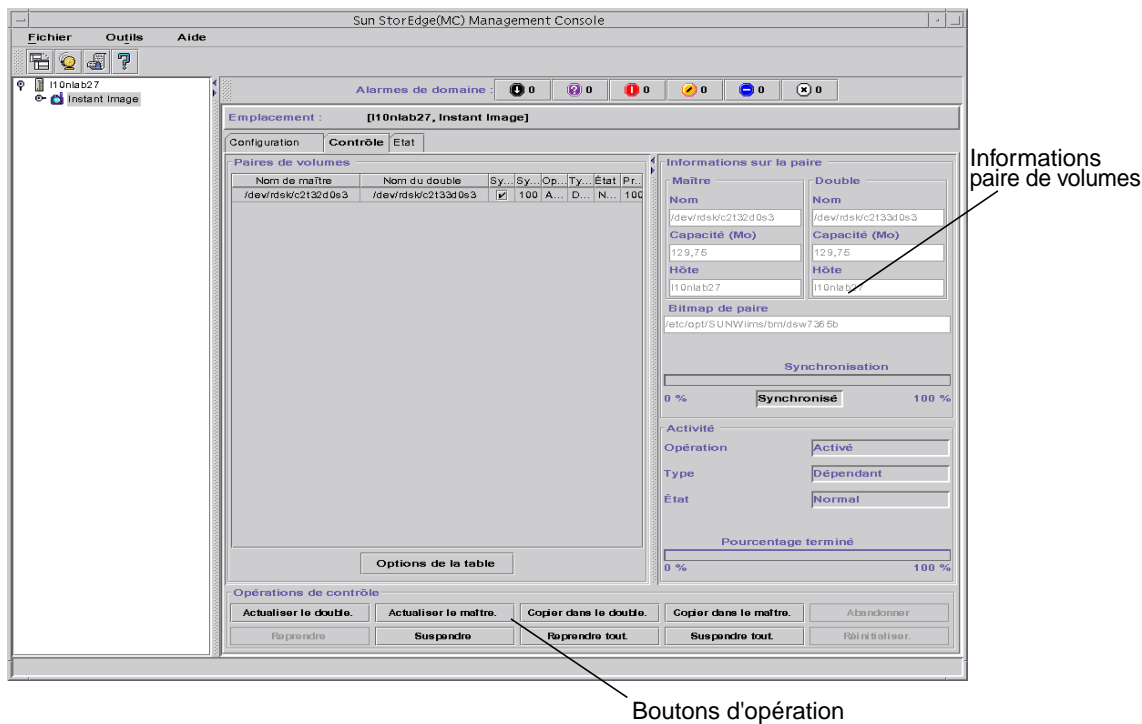 Sun StorEdge(MC) Management Console
Fichier Outils Aide
l10nlab27
Instant Image
Alarmes de domaine : 0 0 0 0 0 0
Emplacement : [l10nlab27, Instant Image]
Configuration Contrôle Etat
Paires de volumes
Nom de maître Nom du double Sy... Sy... Op... Ty... État Pr...
/dev/rdsk/c2t32d0s3 /dev/rdsk/c2t33d0s3 100 A... D... N... 100
Options de la table
Informations sur la paire
Maître
Nom
/dev/rdsk/c2t32d0s3
Capacité (Mo)
129,75
Hôte
l10nlab27
Double
Nom
/dev/rdsk/c2t33d0s3
Capacité (Mo)
129,75
Hôte
l10nlab27
Bitmap de paire
/etc/opt/SUNWiims/bm/dsw7365b
Synchronisation
0 % Synchronisé 100 %
Activité
Opération Activé
Type Dépendant
État Normal
Pourcentage terminé
0 % 100 %
Opérations de contrôle
Actualiser le double. Actualiser le maître. Copier dans le double. Copier dans le maître. Abandonner
Reprendre Suspendre Reprendre tout. Suspendre tout. Réinitialiser.
Informations
paire de volumes
Boutons d'opération